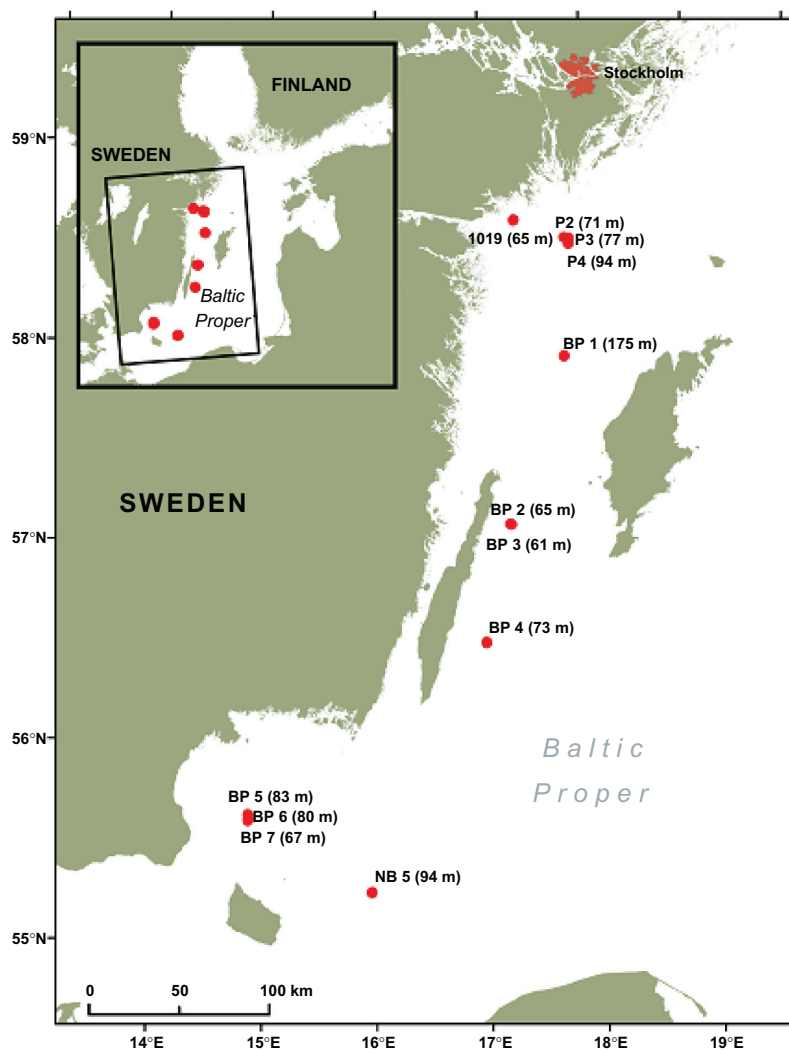 Stockholm
FINLAND
59°N
SWEDEN
P2 (71 m)
1019 (65 m)
P3 (77 m)
P4 (94 m)
Baltic
Proper
58°N
BP 1 (175 m)
SWEDEN
BP 2 (65 m)
57°N
BP 3 (61 m)
BP 4 (73 m)
56°N
Baltic
Proper
BP 5 (83 m)
BP 6 (80 m)
BP 7 (67 m)
NB 5 (94 m)
55°N
0 50 100 km
14°E 15°E 16°E 17°E 18°E 19°E